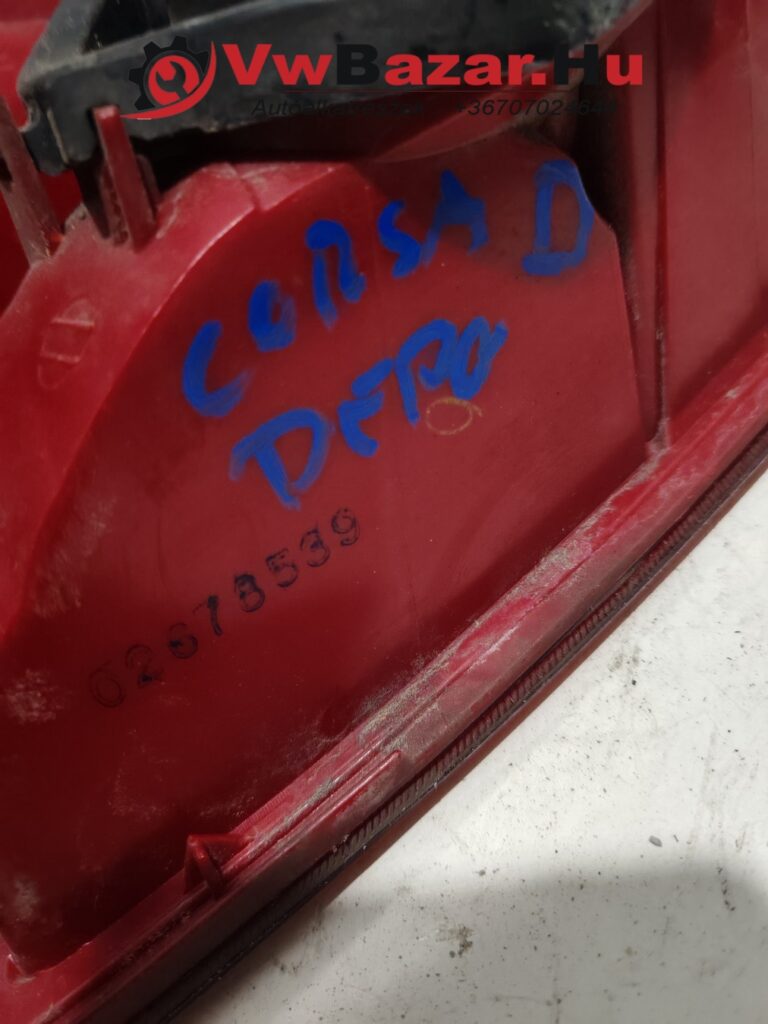 VwBazar.Hu
CORSA D
DEPO
02678539